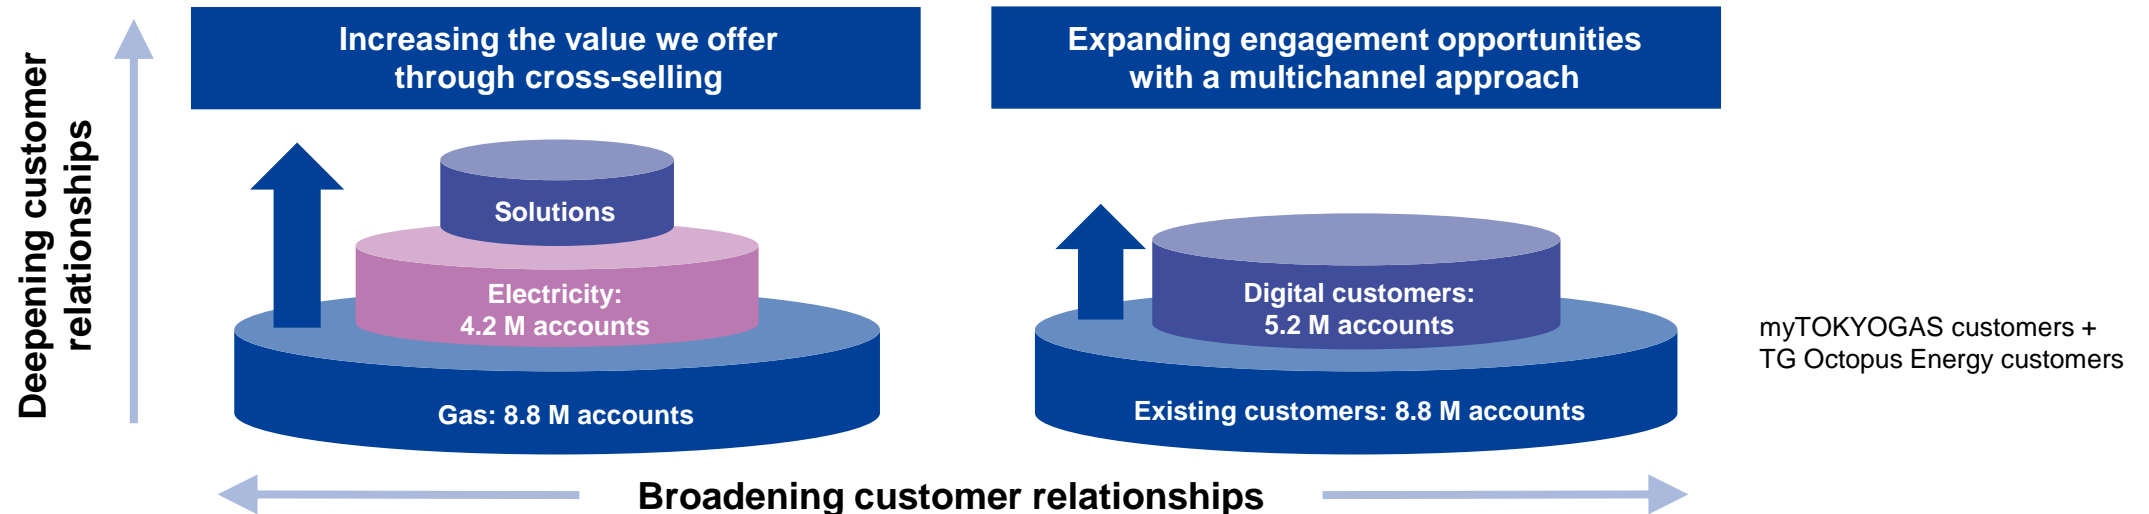 Deepening customer
relationships
Increasing the value we offer
through cross-selling
Solutions
Electricity:
4.2 M accounts
Gas: 8.8 M accounts
Expanding engagement opportunities
with a multichannel approach
Digital customers:
5.2 M accounts
Existing customers: 8.8 M accounts
myTOKYOGAS customers +
TG Octopus Energy customers
Broadening customer relationships